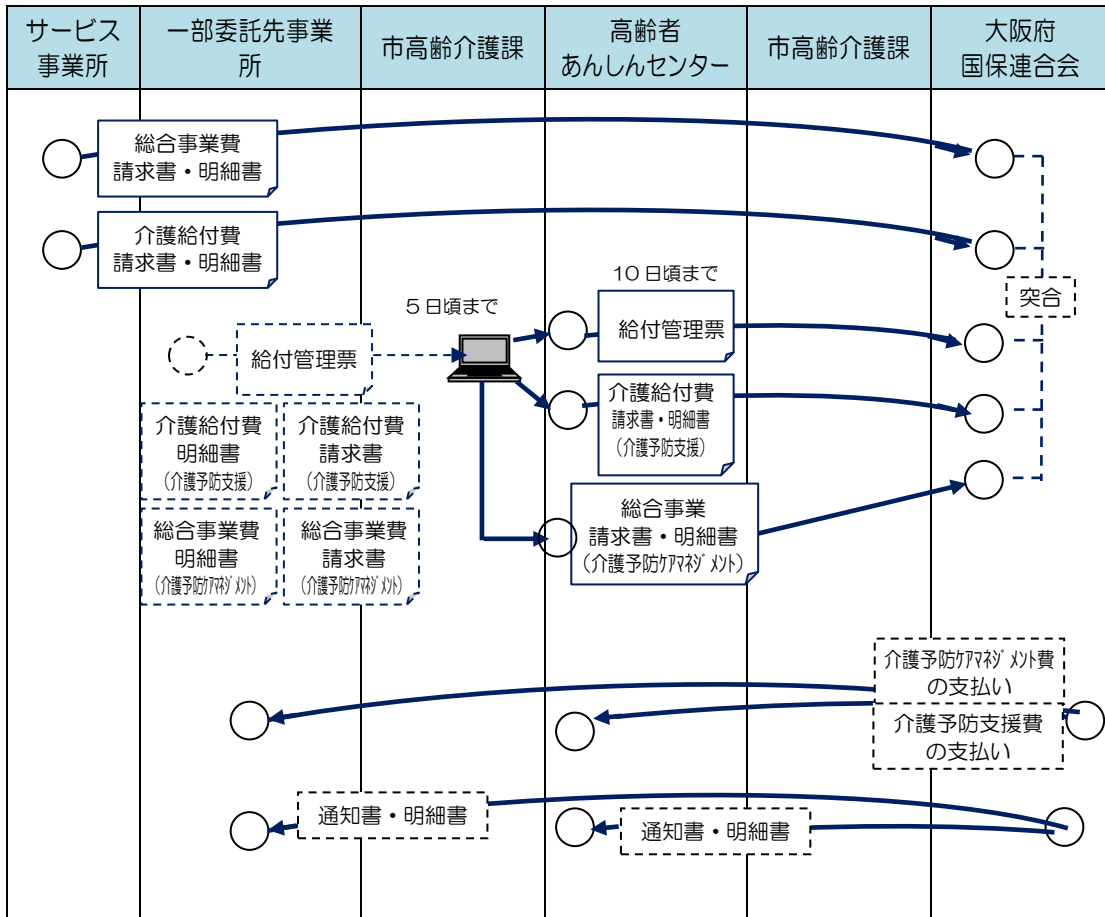 サービス
事業所
一部委託先事業
所
市高齢介護課
高齢者
あんしんセンター
市高齢介護課
大阪府
国保連合会
総合事業費
請求書・明細書
介護給付費
請求書・明細書
突合
5日頃まで
10日頃まで
給付管理票
給付管理票
介護給付費
明細書
(介護予防支援)
介護給付費
請求書
(介護予防支援)
介護給付費
請求書・明細書
(介護予防支援)
総合事業費
明細書
(介護予防ｹｱﾏﾈｼﾞﾒﾝﾄ)
総合事業費
請求書
(介護予防ｹｱﾏﾈｼﾞﾒﾝﾄ)
総合事業
請求書・明細書
(介護予防ｹｱﾏﾈｼﾞﾒﾝﾄ)
介護予防ｹｱﾏﾈｼﾞﾒﾝﾄ費
の支払い
介護予防支援費
の支払い
通知書・明細書
通知書・明細書